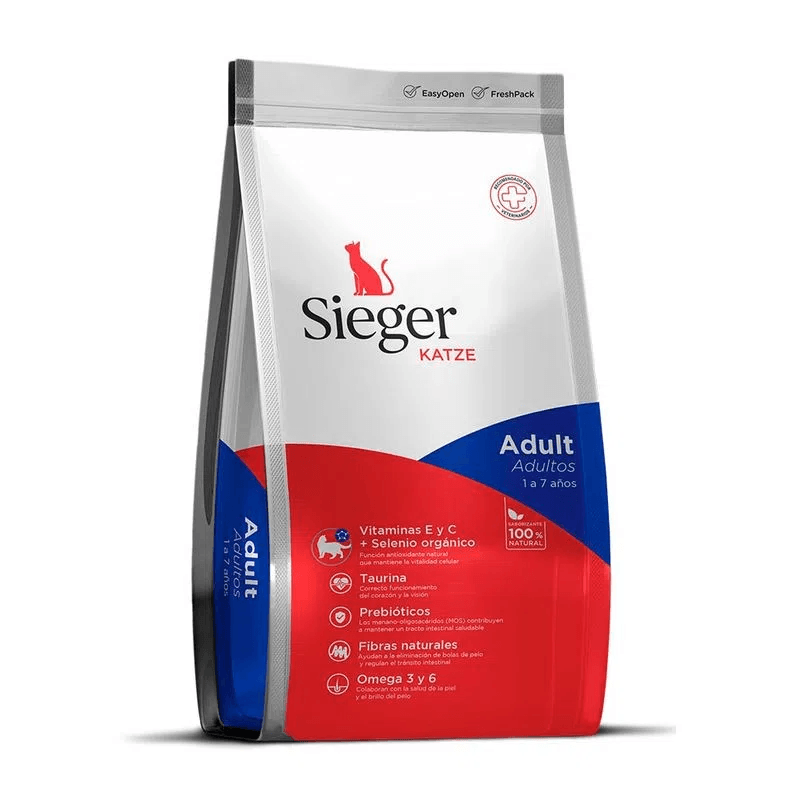 EasyOpen FreshPack
RECOMENDADO POR
VETERINARIOS
Sieger
KATZE
Adult
Adultos
1 a 7 años
SABORIZANTE
100%
NATURAL
Vitaminas E y C
+ Selenio orgánico
Función antioxidante natural
que mantiene la vitalidad celular
Taurina
Correcto funcionamiento
del corazón y la visión
Prebióticos
Los manano-oligosacáridos (MOS) contribuyen
a mantener un tracto intestinal saludable
Fibras naturales
Ayudan a la eliminación de bolas de pelo
y regulan el tránsito intestinal
Omega 3 y 6
Colaboran con la salud de la piel
y el brillo del pelo
Adult
Adultos
1 a 7 años